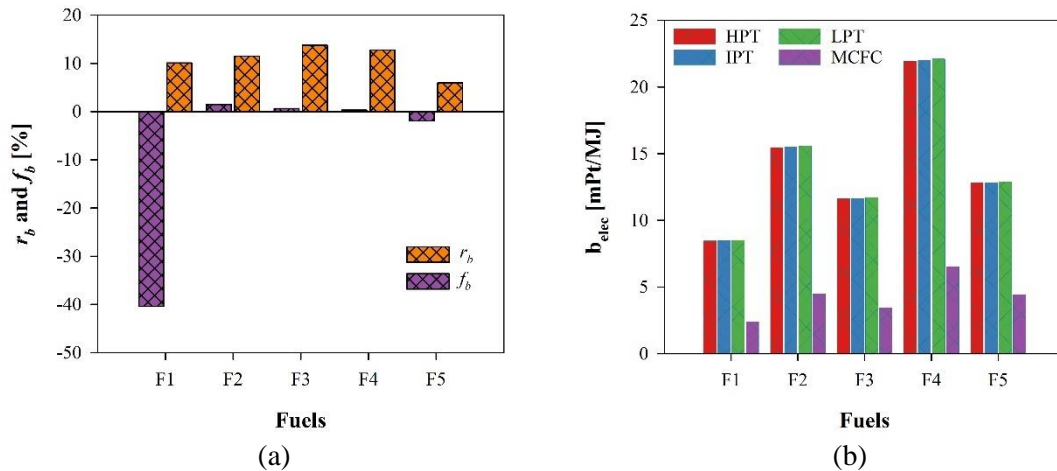 r_b and f_b [%]
20
10
0
-10
-20
-30
-40
-50
r_b
f_b
F1 F2 F3 F4 F5
Fuels
(a)
b_elec [mPt/MJ]
25
20
15
10
5
0
HPT LPT
IPT MCFC
F1 F2 F3 F4 F5
Fuels
(b)